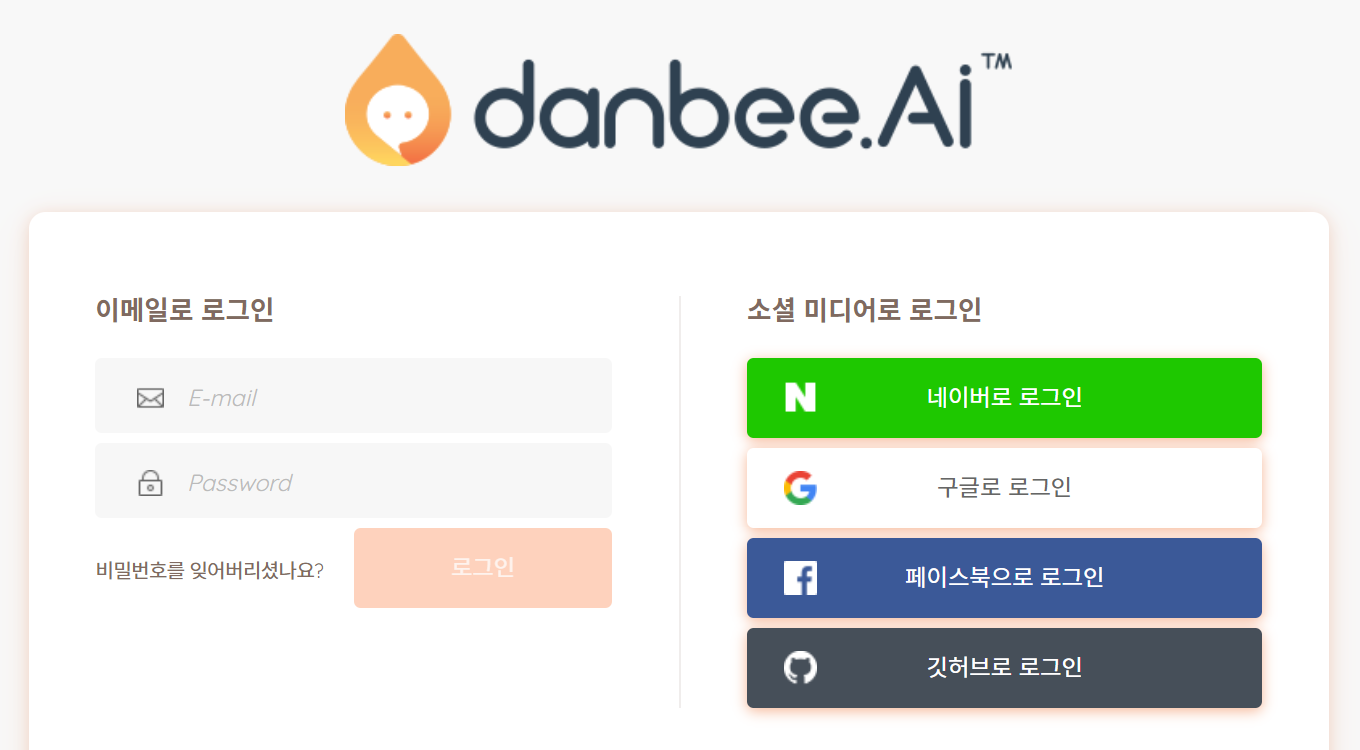 danbee.Ai™
이메일로 로그인
E-mail
Password
비밀번호를 잊어버리셨나요?
로그인
소셜 미디어로 로그인
네이버로 로그인
구글로 로그인
페이스북으로 로그인
깃허브로 로그인